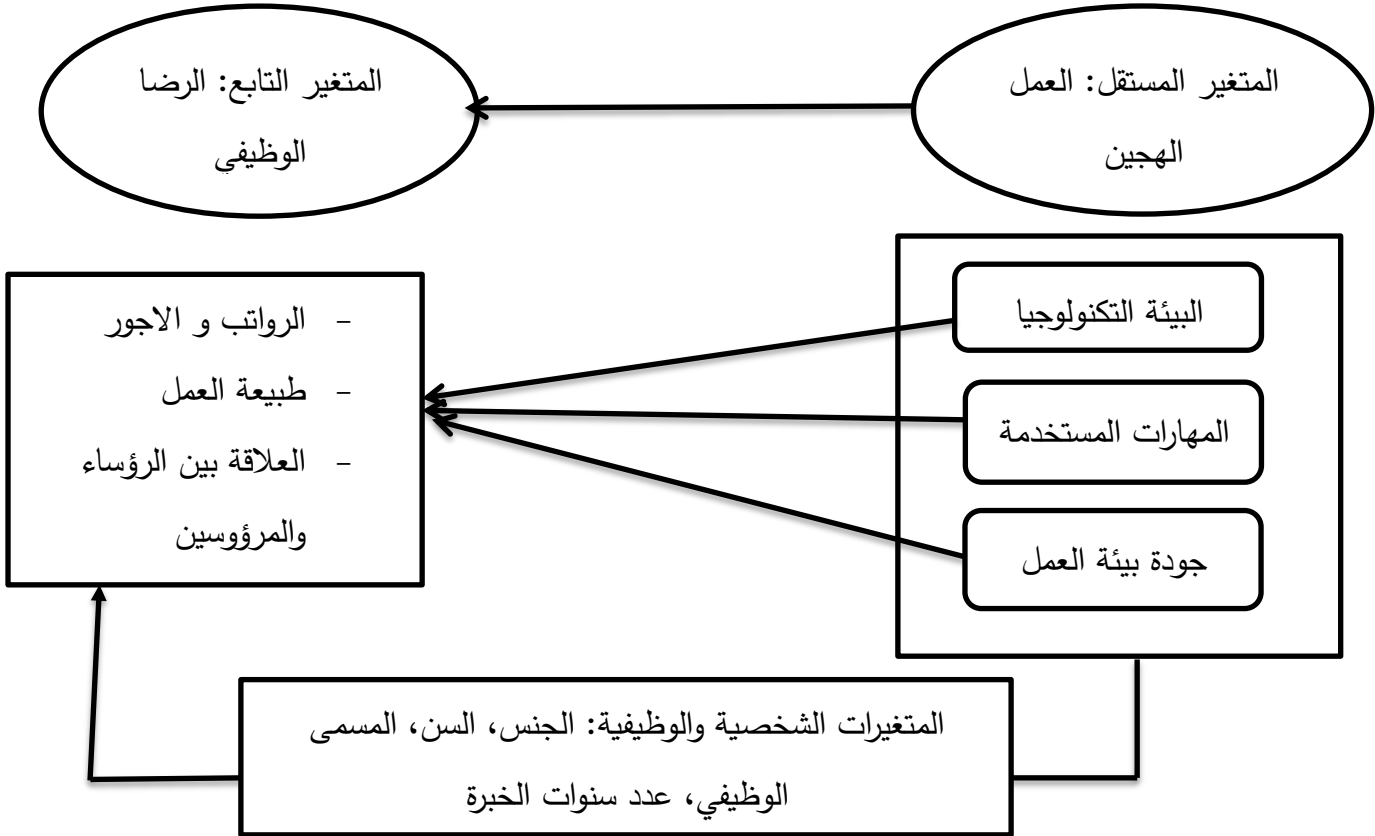 المتغير المستقل: العمل
الهجين
المتغير التابع: الرضا
الوظيفي
البيئة التكنولوجيا
المهارات المستخدمة
جودة بيئة العمل
- الرواتب و الاجور
- طبيعة العمل
- العلاقة بين الرؤساء
والمرؤوسين
المتغيرات الشخصية والوظيفية: الجنس، السن، المسمى
الوظيفي، عدد سنوات الخبرة